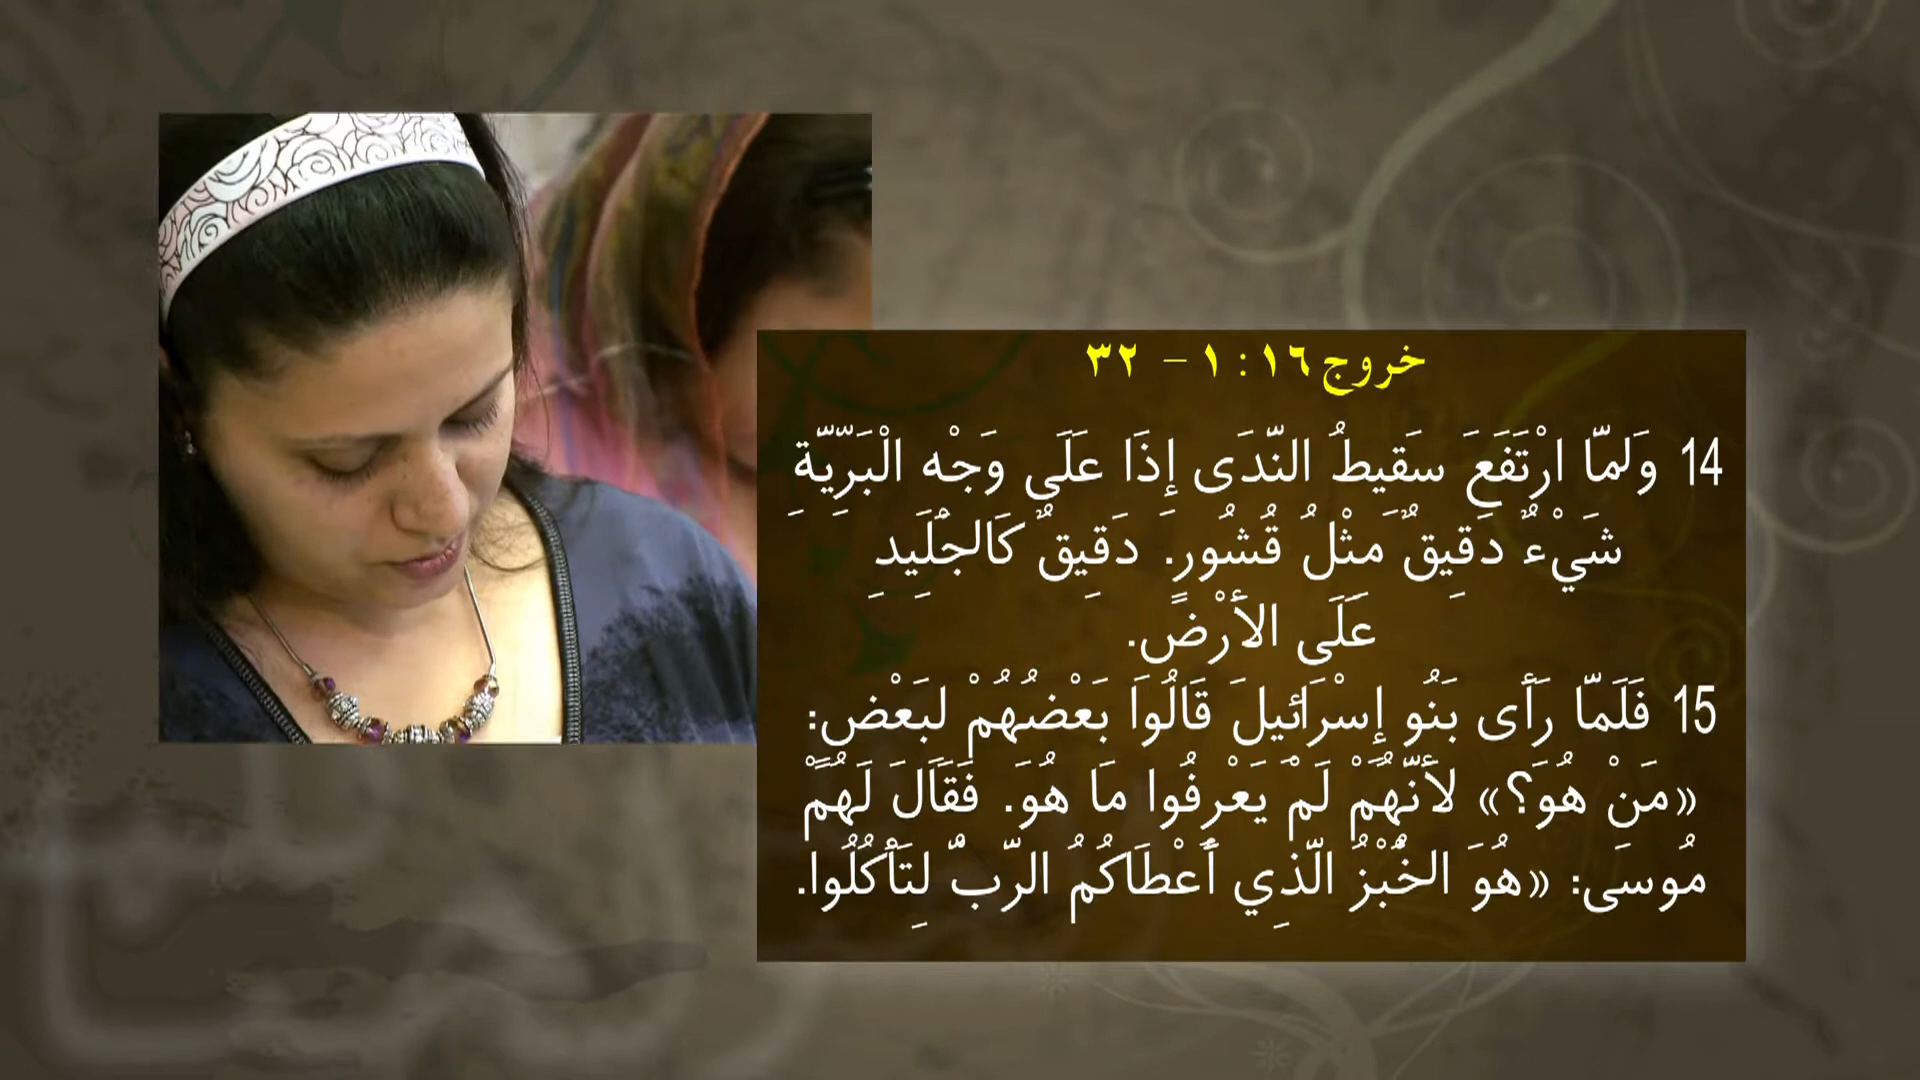 خروج ١٦ : ١ - ٣٢
14 وَلَمَّا ارْتَفَعَ سَقِيطُ النَّدَى إِذَا عَلَى وَجْهِ الْبَرِّيَّةِ
شَيْءٌ دَقِيقٌ مِثْلُ قُشُورٍ. دَقِيقٌ كَالْجَلِيدِ
عَلَى الأَرْضِ.
15 فَلَمَّا رَأَى بَنُو إِسْرَائِيلَ قَالُوا بَعْضُهُمْ لِبَعْضٍ:
«مَنْ هُوَ؟» لأَنَّهُمْ لَمْ يَعْرِفُوا مَا هُوَ. فَقَالَ لَهُمْ
مُوسَى: «هُوَ الْخُبْزُ الَّذِي أَعْطَاكُمُ الرَّبُّ لِتَأْكُلُوا.